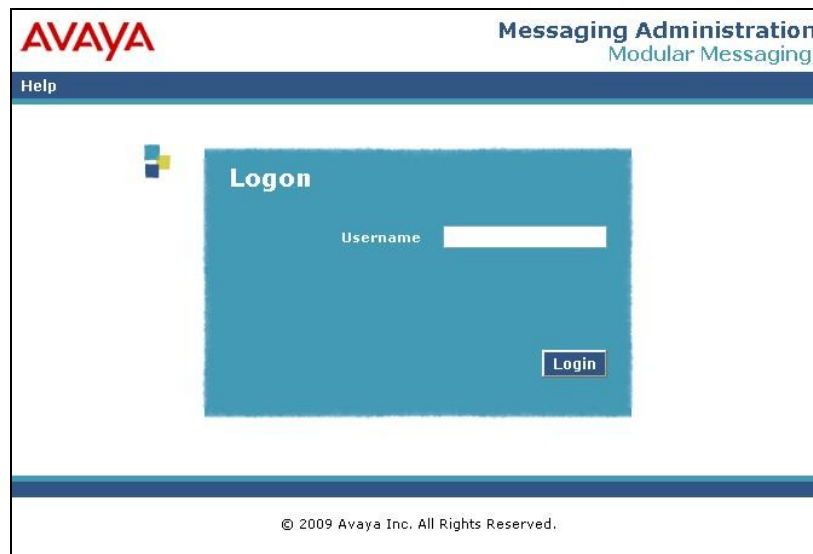 AVAYA
Messaging Administration
Modular Messaging
Help
Logon
Username
Login
© 2009 Avaya Inc. All Rights Reserved.